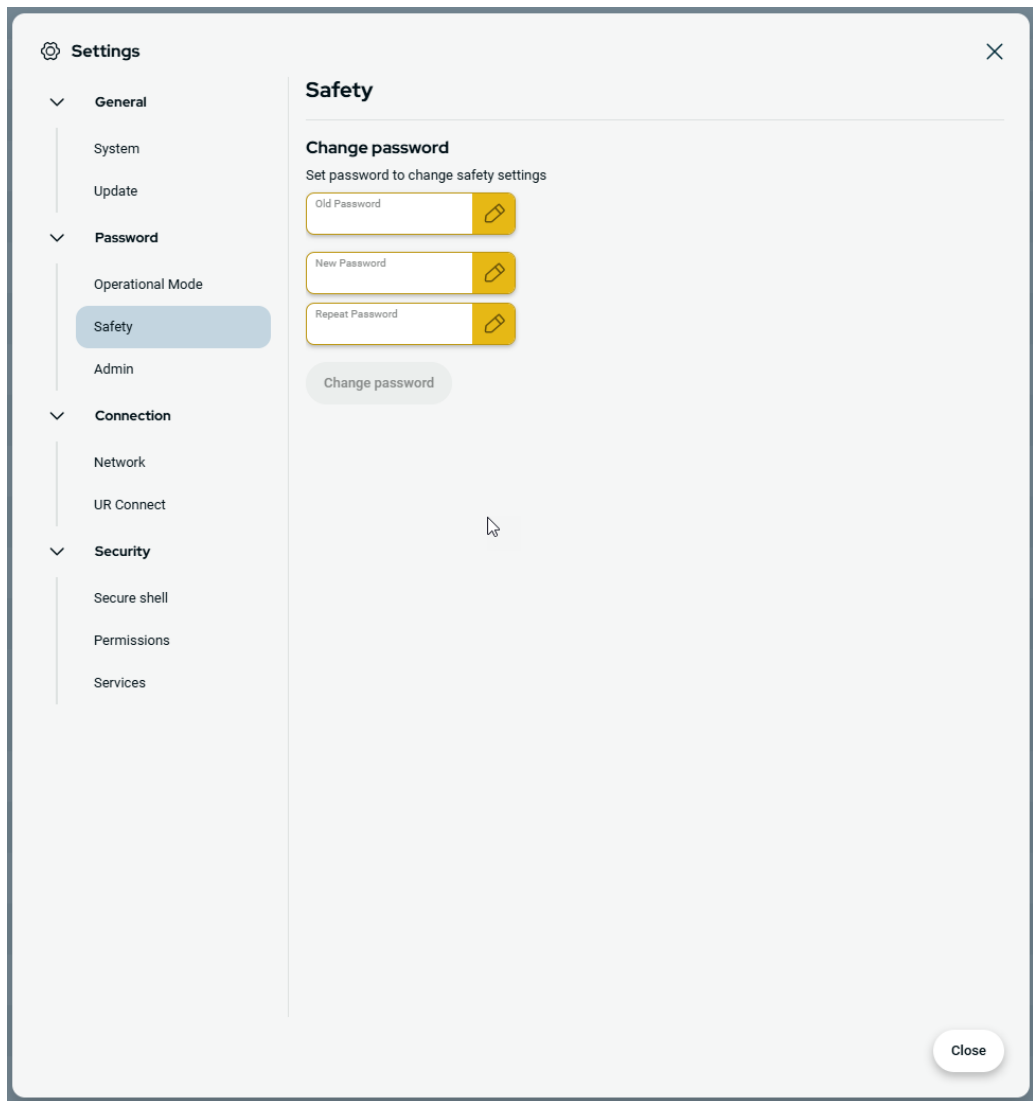 Settings
General
System
Update
Password
Operational Mode
Safety
Admin
Connection
Network
UR Connect
Security
Secure shell
Permissions
Services
Safety
Change password
Set password to change safety settings
Old Password
New Password
Repeat Password
Change password
Close